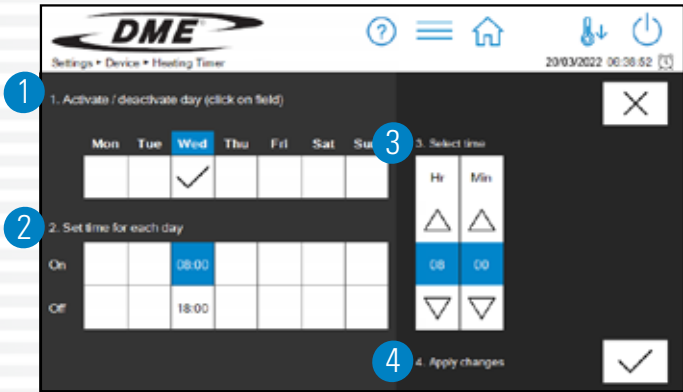 DME
Settings • Device • Heating Timer
20/03/2022 06:38:52
1
1. Activate / deactivate day (click on field)
Mon Tue Wed Thu Fri Sat Sun
2
2. Set time for each day
On 08:00
Off 18:00
3
3. Select time
Hr Min
08 00
4
4. Apply changes